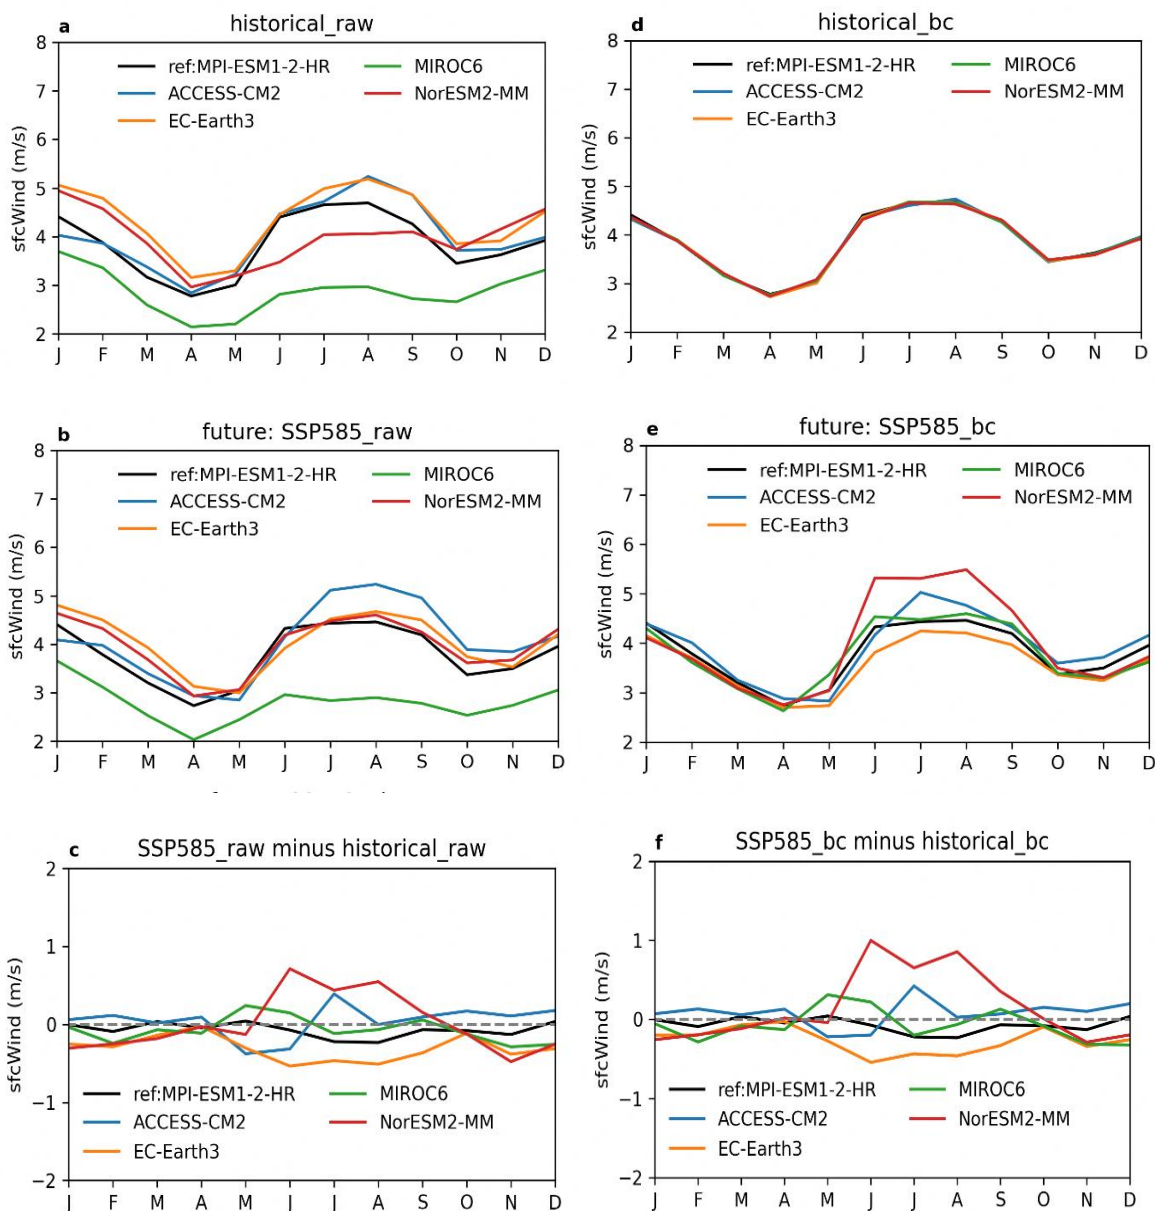 a historical_raw
8
7
6
5
4
3
2
sfcWind (m/s)
ref:MPI-ESM1-2-HR
ACCESS-CM2
EC-Earth3
MIROC6
NorESM2-MM
J F M A M J J A S O N D
d historical_bc
8
7
6
5
4
3
2
sfcWind (m/s)
ref:MPI-ESM1-2-HR
ACCESS-CM2
EC-Earth3
MIROC6
NorESM2-MM
J F M A M J J A S O N D
b future: SSP585_raw
8
7
6
5
4
3
2
sfcWind (m/s)
ref:MPI-ESM1-2-HR
ACCESS-CM2
EC-Earth3
MIROC6
NorESM2-MM
J F M A M J J A S O N D
e future: SSP585_bc
8
7
6
5
4
3
2
sfcWind (m/s)
ref:MPI-ESM1-2-HR
ACCESS-CM2
EC-Earth3
MIROC6
NorESM2-MM
J F M A M J J A S O N D
c SSP585_raw minus historical_raw
2
1
0
−1
−2
sfcWind (m/s)
ref:MPI-ESM1-2-HR
ACCESS-CM2
EC-Earth3
MIROC6
NorESM2-MM
J F M A M J J A S O N D
f SSP585_bc minus historical_bc
2
1
0
−1
−2
sfcWind (m/s)
ref:MPI-ESM1-2-HR
ACCESS-CM2
EC-Earth3
MIROC6
NorESM2-MM
J F M A M J J A S O N D